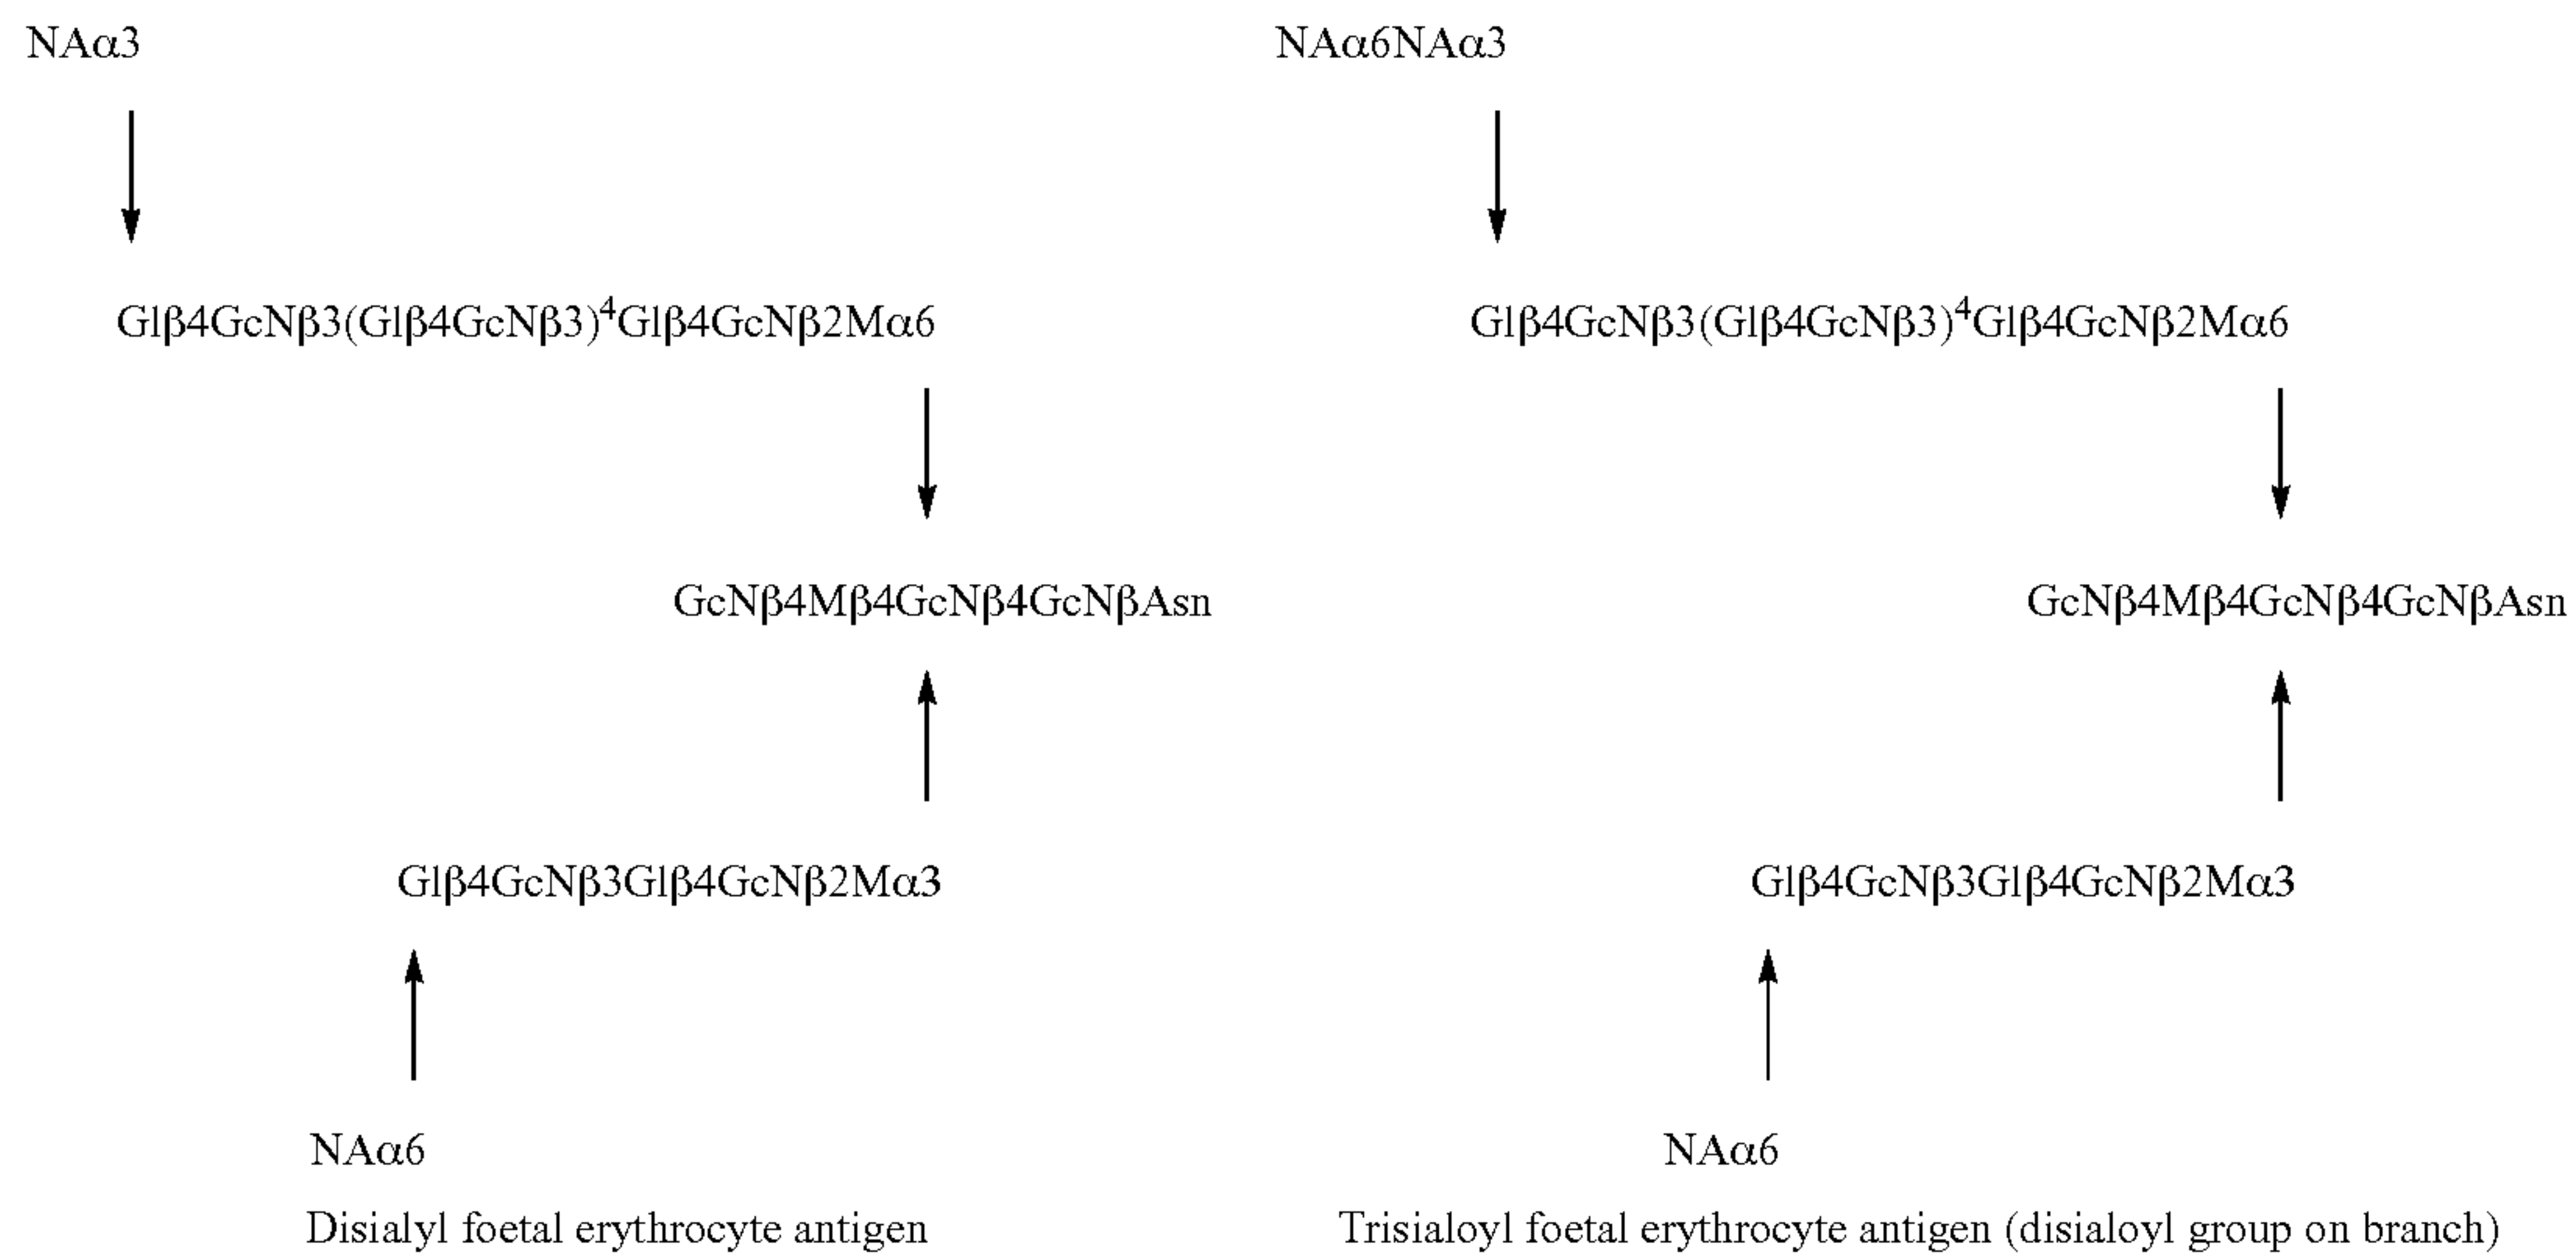 NAα3
NAα6NAα3
Glβ4GcNβ3(Glβ4GcNβ3)⁴Glβ4GcNβ2Mα6
Glβ4GcNβ3(Glβ4GcNβ3)⁴Glβ4GcNβ2Mα6
GcNβ4Mβ4GcNβ4GcNβAsn
GcNβ4Mβ4GcNβ4GcNβAsn
Glβ4GcNβ3Glβ4GcNβ2Mα3
Glβ4GcNβ3Glβ4GcNβ2Mα3
NAα6
NAα6
Disialyl foetal erythrocyte antigen
Trisialoyl foetal erythrocyte antigen (disialoyl group on branch)